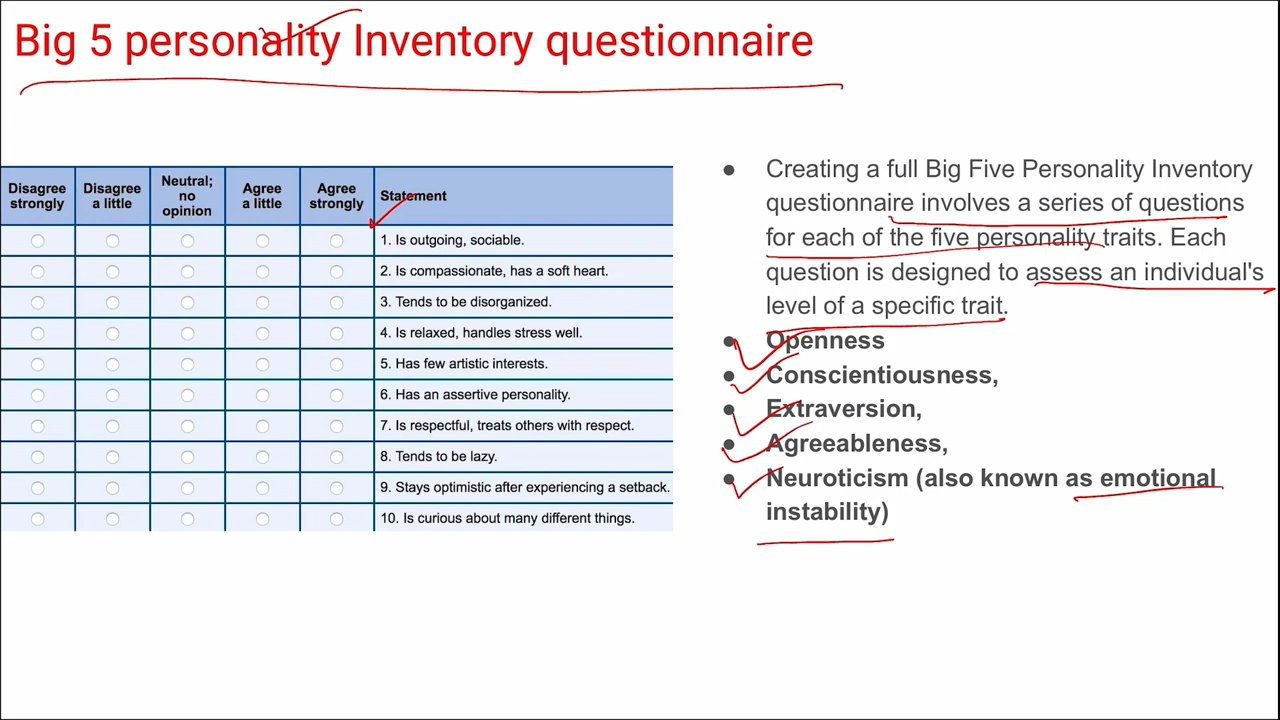 Big 5 personality Inventory questionnaire
Disagree strongly Disagree a little Neutral; no opinion Agree a little Agree strongly Statement
1. Is outgoing, sociable.
2. Is compassionate, has a soft heart.
3. Tends to be disorganized.
4. Is relaxed, handles stress well.
5. Has few artistic interests.
6. Has an assertive personality.
7. Is respectful, treats others with respect.
8. Tends to be lazy.
9. Stays optimistic after experiencing a setback.
10. Is curious about many different things.
● Creating a full Big Five Personality Inventory
questionnaire involves a series of questions
for each of the five personality traits. Each
question is designed to assess an individual's
level of a specific trait.
● Openness
● Conscientiousness,
● Extraversion,
● Agreeableness,
● Neuroticism (also known as emotional
instability)